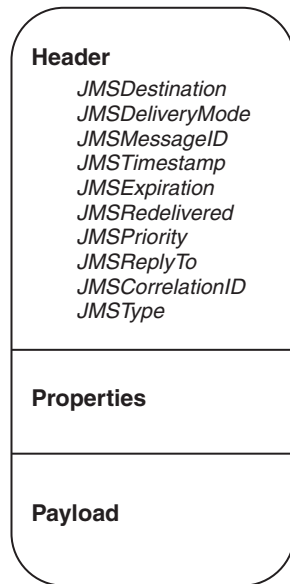 Header
JMSDestination
JMSDeliveryMode
JMSMessageID
JMSTimestamp
JMSExpiration
JMSRedelivered
JMSPriority
JMSReplyTo
JMSCorrelationID
JMSType
Properties
Payload